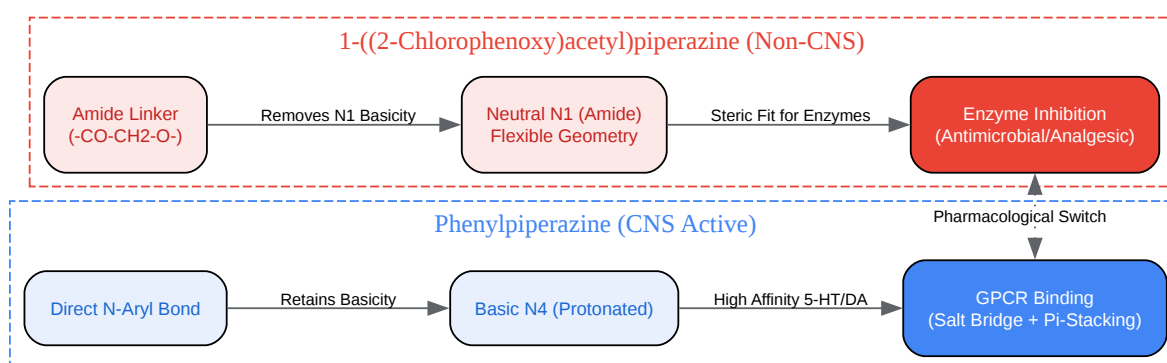 1-((2-Chlorophenoxy)acetyl)piperazine (Non-CNS)
Amide Linker
(-CO-CH2-O-)
Removes N1 Basicity
Neutral N1 (Amide)
Flexible Geometry
Steric Fit for Enzymes
Enzyme Inhibition
(Antimicrobial/Analgesic)
Pharmacological Switch
Phenylpiperazine (CNS Active)
Direct N-Aryl Bond
Retains Basicity
Basic N4 (Protonated)
High Affinity 5-HT/DA
GPCR Binding
(Salt Bridge + Pi-Stacking)